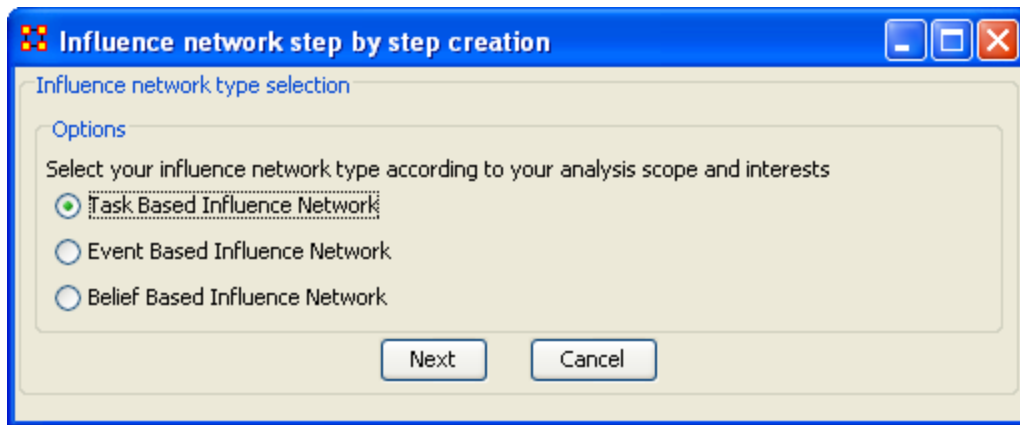 Influence network step by step creation
Influence network type selection
Options
Select your influence network type according to your analysis scope and interests
Task Based Influence Network
Event Based Influence Network
Belief Based Influence Network
Next Cancel